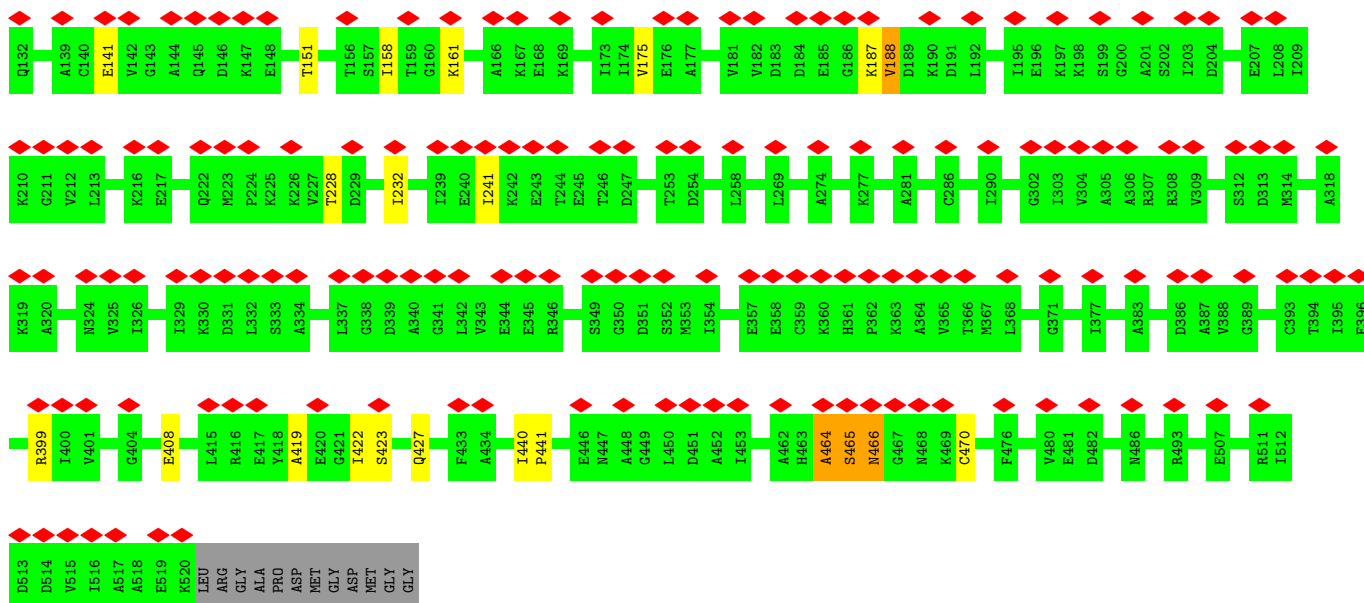 Q132 A139 C140 E141 V142 G143 A144 Q145 D146 K147 E148 T151 T156 S157 I158 T159 G160 K161 A166 K167 E168 K169 I173 I174 V175 E176 A177 V181 V182 D183 D184 E185 G186 K187 V188 D189 K190 D191 L192 I195 E196 K197 K198 S199 G200 A201 S202 I203 D204 E207 L208 I209
K210 G211 V212 L213 K216 E217 Q222 M223 P224 K225 K226 V227 T228 D229 I232 I239 E240 I241 K242 E243 T244 E245 T246 D247 T253 D254 L258 L269 A274 K277 A281 C286 I290 G302 I303 V304 A305 A306 R307 R308 V309 S312 D313 M314 A318
K319 A320 N324 V325 I326 I329 K330 D331 L332 S333 A334 L337 G338 D339 A340 G341 L342 V343 E344 E345 R346 S349 G350 D351 S352 M353 I354 E357 E358 C359 K360 H361 P362 K363 A364 V365 T366 M367 L368 G371 I377 A383 D386 A387 V388 G389 C393 T394 I395 E396
R399 I400 V401 G404 E408 L415 R416 E417 Y418 A419 E420 G421 I422 S423 Q427 F433 A434 I440 P441 E446 N447 A448 G449 L450 D451 A452 I453 A462 H463 A464 S465 N466 G467 N468 K469 C470 F476 V480 E481 D482 N486 R493 E507 R511 I512
D513 D514 V515 I516 A517 A518 E519 K520 LEU ARG GLY ALA PRO ASP MET GLY ASP MET GLY GLY